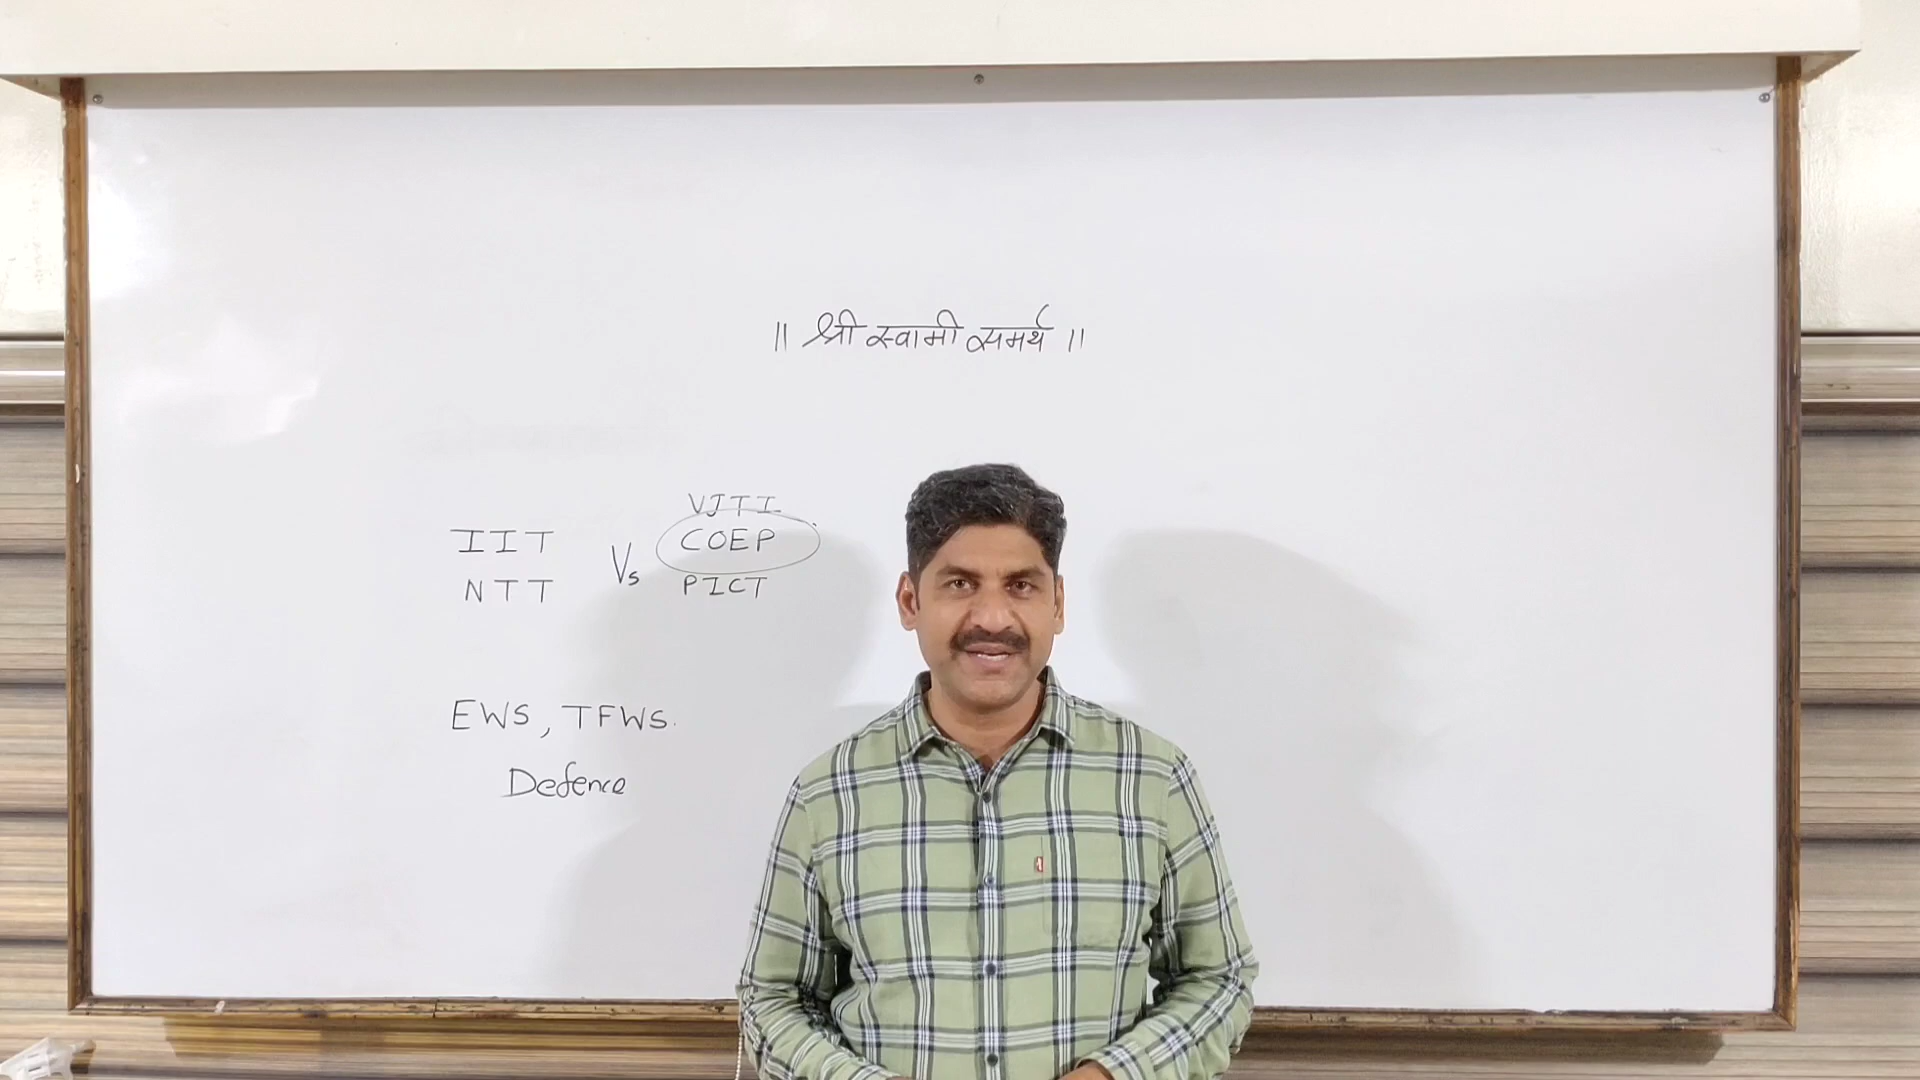 ॥ श्री स्वामी समर्थ ॥
VJTI
IIT Vs COEP
NTT PICT
EWS, TFWS.
Defence